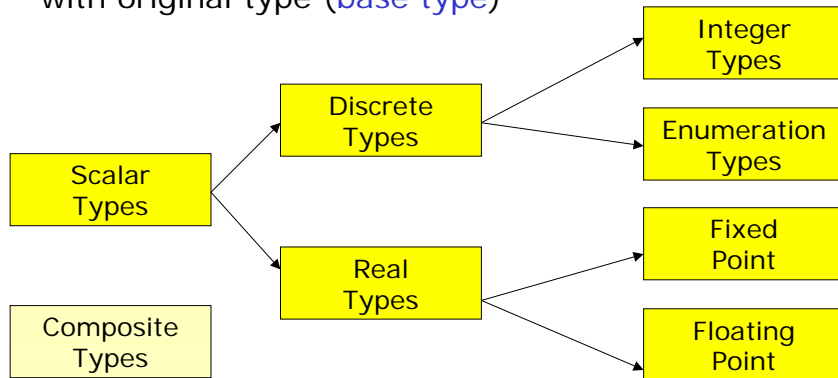 with original type (base type)
Integer
Types
Discrete
Types
Enumeration
Types
Scalar
Types
Fixed
Point
Real
Types
Composite
Types
Floating
Point